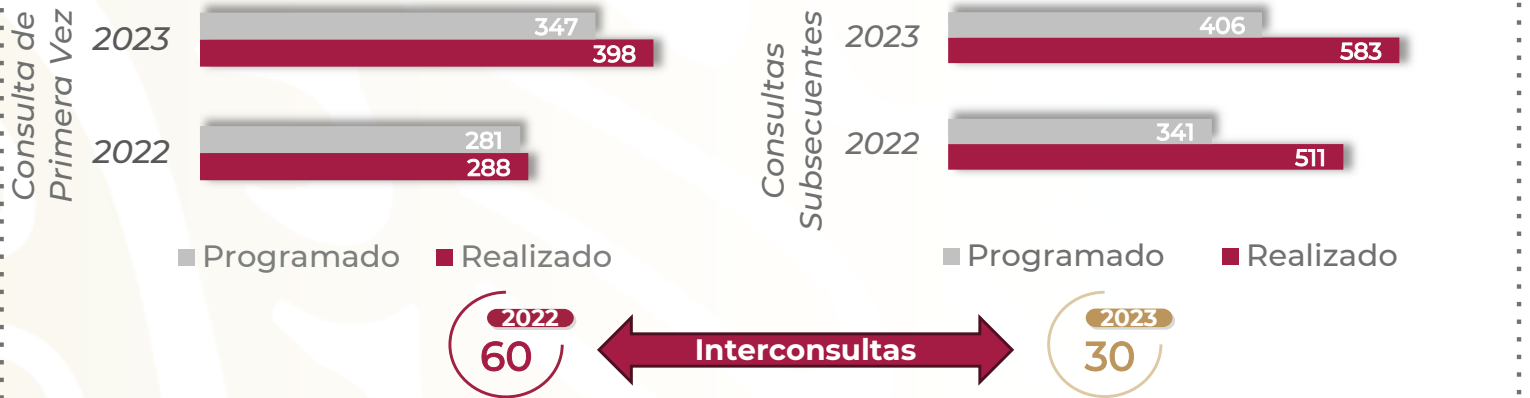 Consulta de
Primera Vez
2023
347
398
2022
281
288
Programado
Realizado
Consultas
Subsecuentes
2023
406
583
2022
341
511
Programado
Realizado
2022
60
Interconsultas
2023
30